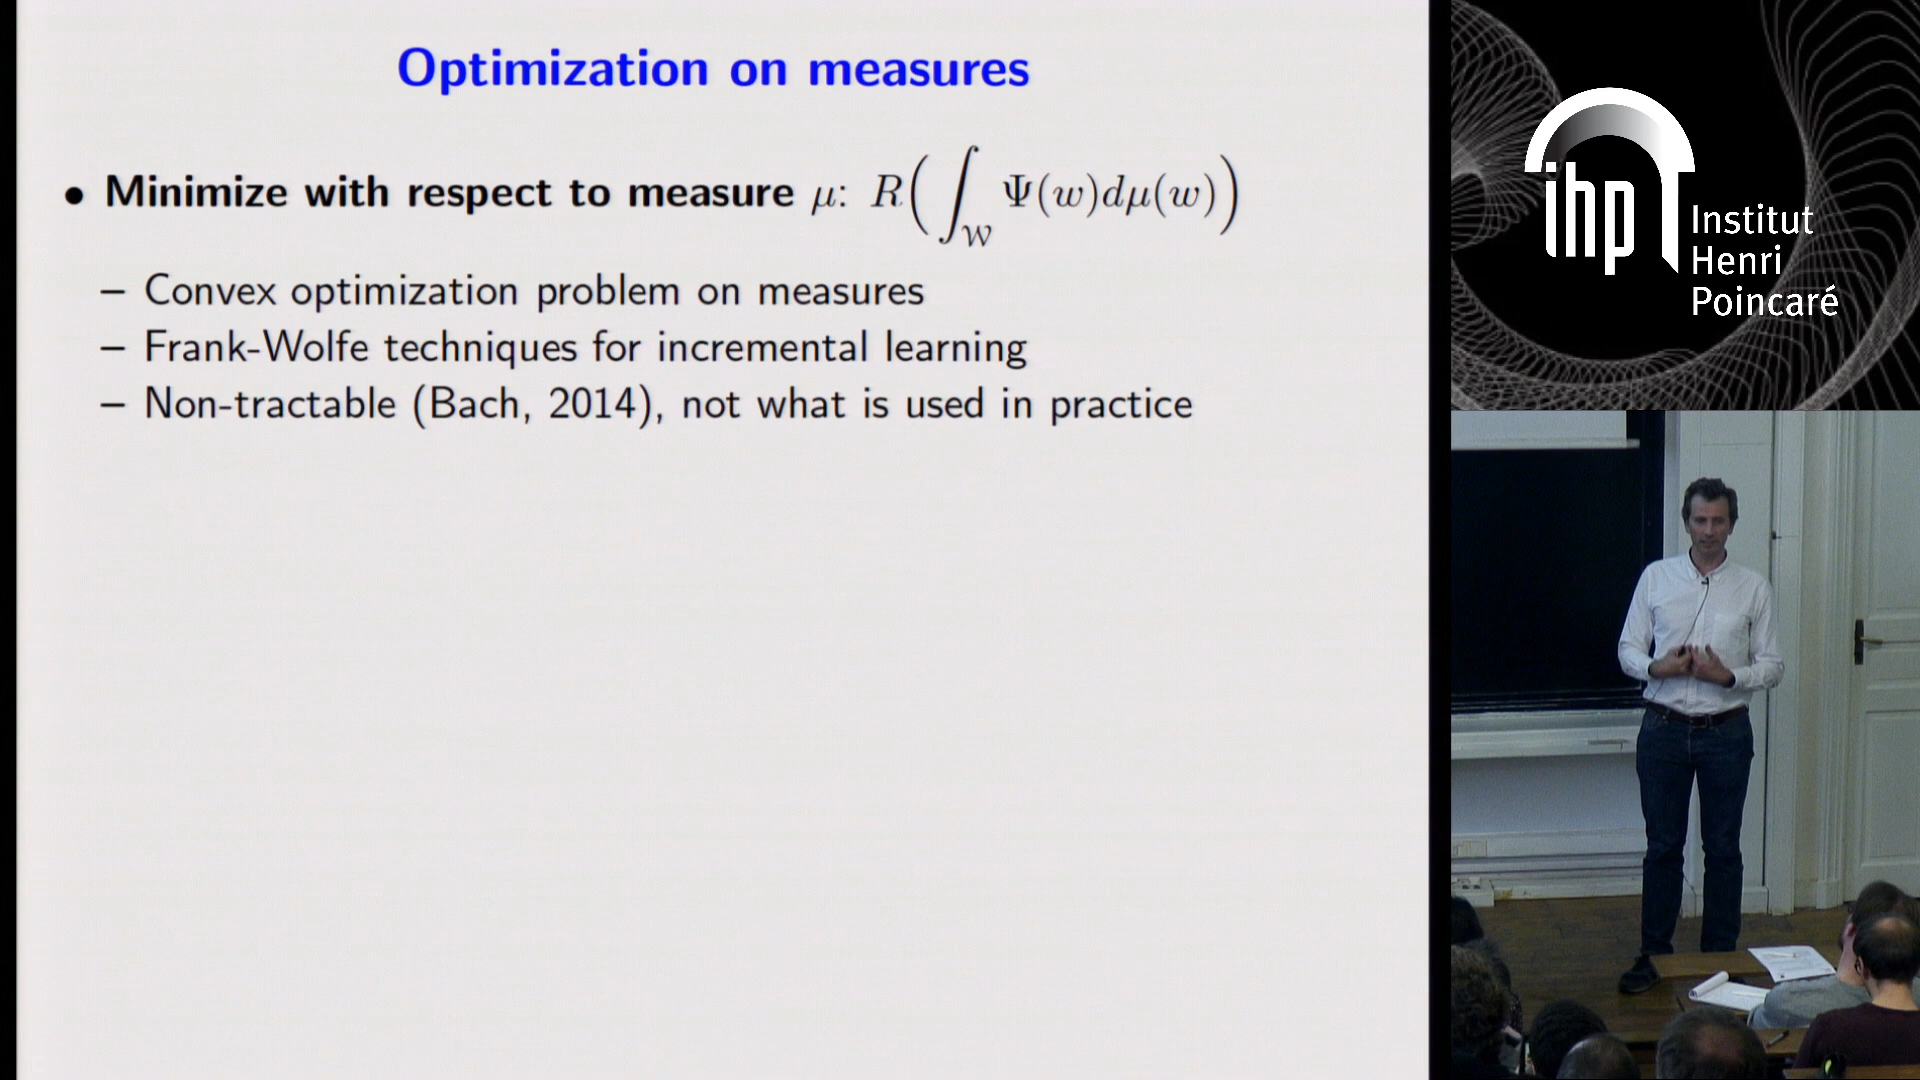 Optimization on measures
• Minimize with respect to measure μ: R(∫_W Ψ(w)dμ(w))
– Convex optimization problem on measures
– Frank-Wolfe techniques for incremental learning
– Non-tractable (Bach, 2014), not what is used in practice
ihp Institut
Henri
Poincaré